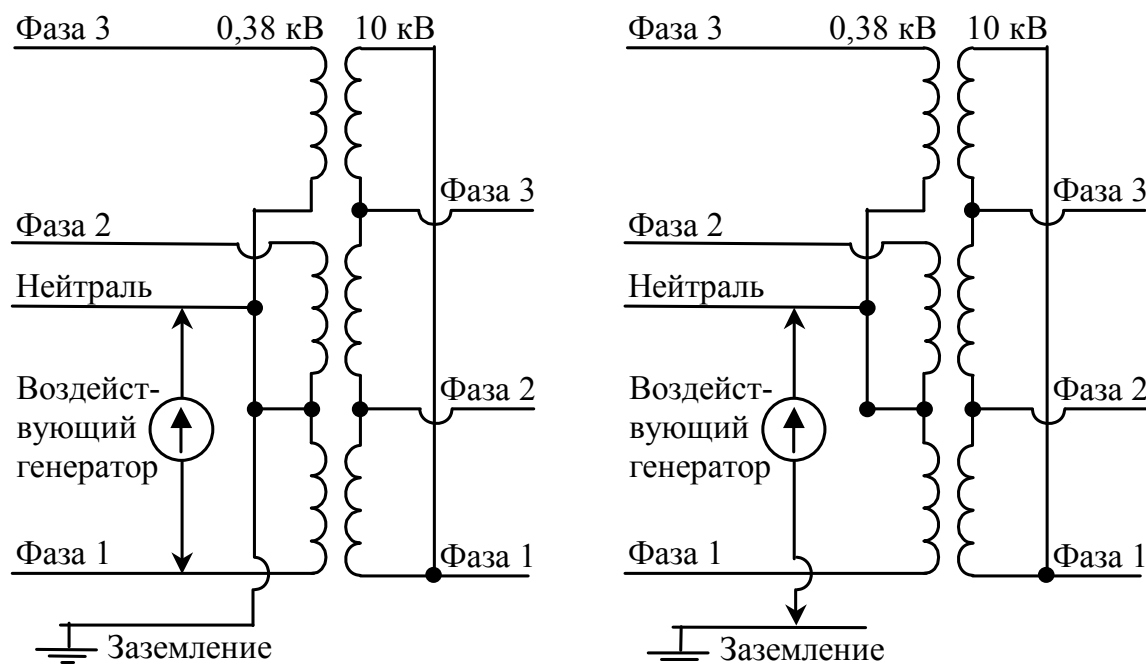 Фаза 3
0,38 кВ
10 кВ
Фаза 3
Фаза 2
Нейтраль
Воздейст-
вующий
генератор
Фаза 2
Фаза 1
Фаза 1
Заземление
Фаза 3
0,38 кВ
10 кВ
Фаза 3
Фаза 2
Нейтраль
Воздейст-
вующий
генератор
Фаза 2
Фаза 1
Фаза 1
Заземление